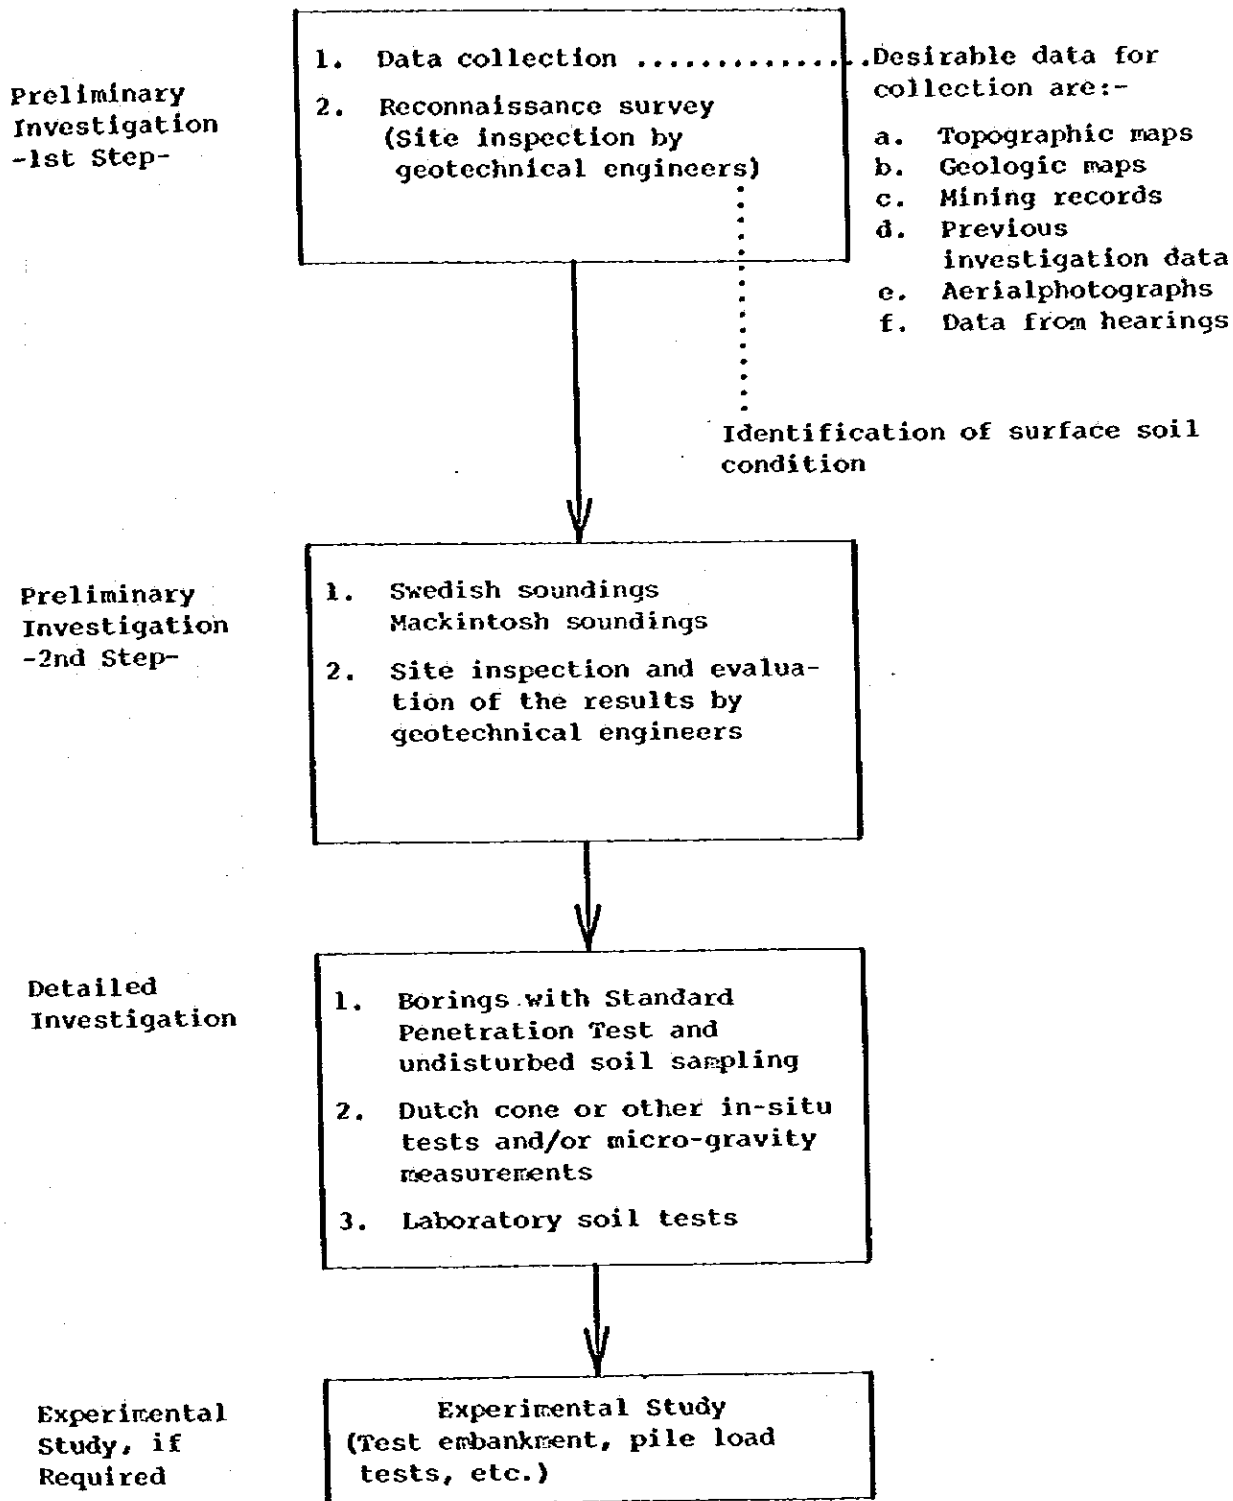 Preliminary
Investigation
-1st Step-
1. Data collection ...............
2. Reconnaissance survey
(Site inspection by
geotechnical engineers)
Desirable data for
collection are:-
a. Topographic maps
b. Geologic maps
c. Mining records
d. Previous
investigation data
e. Aerialphotographs
f. Data from hearings
Identification of surface soil
condition
Preliminary
Investigation
-2nd Step-
1. Swedish soundings
Mackintosh soundings
2. Site inspection and evalua-
tion of the results by
geotechnical engineers
Detailed
Investigation
1. Borings with Standard
Penetration Test and
undisturbed soil sampling
2. Dutch cone or other in-situ
tests and/or micro-gravity
measurements
3. Laboratory soil tests
Experimental
Study, if
Required
Experimental Study
(Test embankment, pile load
tests, etc.)